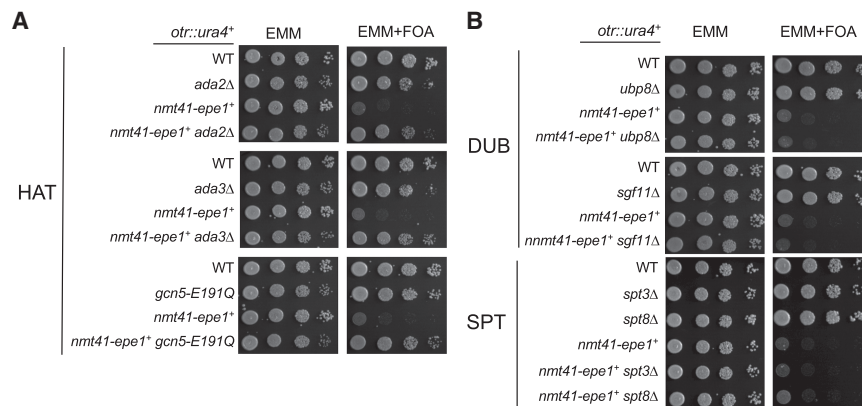 A
otr::ura4+ EMM EMM+FOA
HAT
WT
ada2Δ
nmt41-epe1+
nmt41-epe1+ ada2Δ
WT
ada3Δ
nmt41-epe1+
nmt41-epe1+ ada3Δ
WT
gcn5-E191Q
nmt41-epe1+
nmt41-epe1+ gcn5-E191Q
B
otr::ura4+ EMM EMM+FOA
DUB
WT
ubp8Δ
nmt41-epe1+
nmt41-epe1+ ubp8Δ
WT
sgf11Δ
nmt41-epe1+
nnmt41-epe1+ sgf11Δ
SPT
WT
spt3Δ
spt8Δ
nmt41-epe1+
nmt41-epe1+ spt3Δ
nmt41-epe1+ spt8Δ